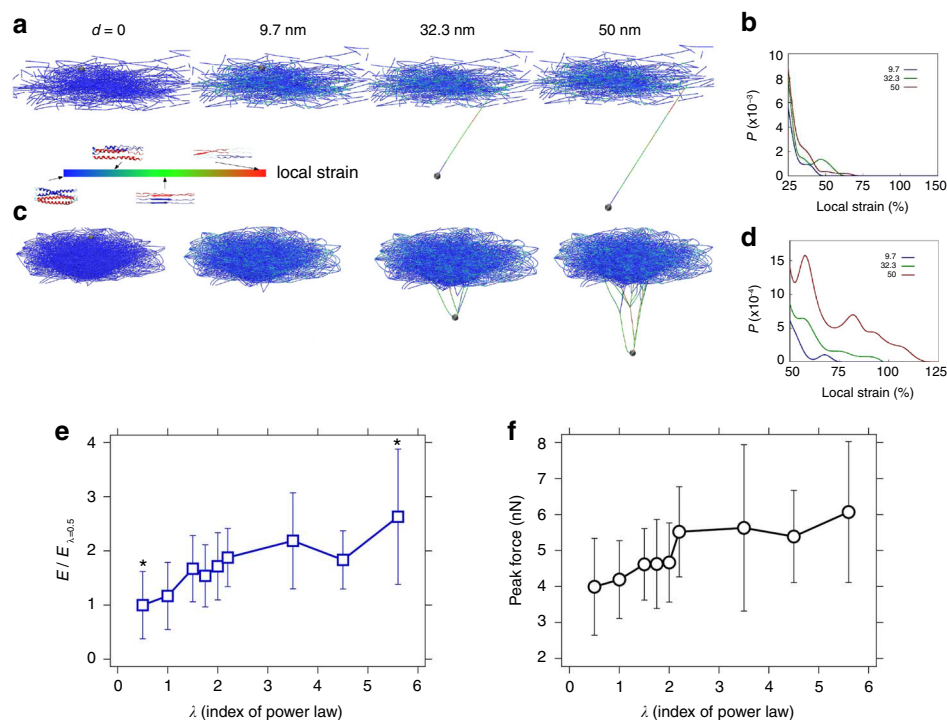 a
d = 0
9.7 nm
32.3 nm
50 nm
local strain
b
10
8
6
4
2
0
P (x10⁻³)
9.7
32.3
50
25 50 75 100 150
Local strain (%)
c
d
15
10
5
0
P (x10⁻⁴)
9.7
32.3
50
50 75 100 125
Local strain (%)
e
4
3
2
1
0
E / E λ=0.5
*
*
0 1 2 3 4 5 6
λ (index of power law)
f
8
7
6
5
4
3
2
Peak force (nN)
0 1 2 3 4 5 6
λ (index of power law)